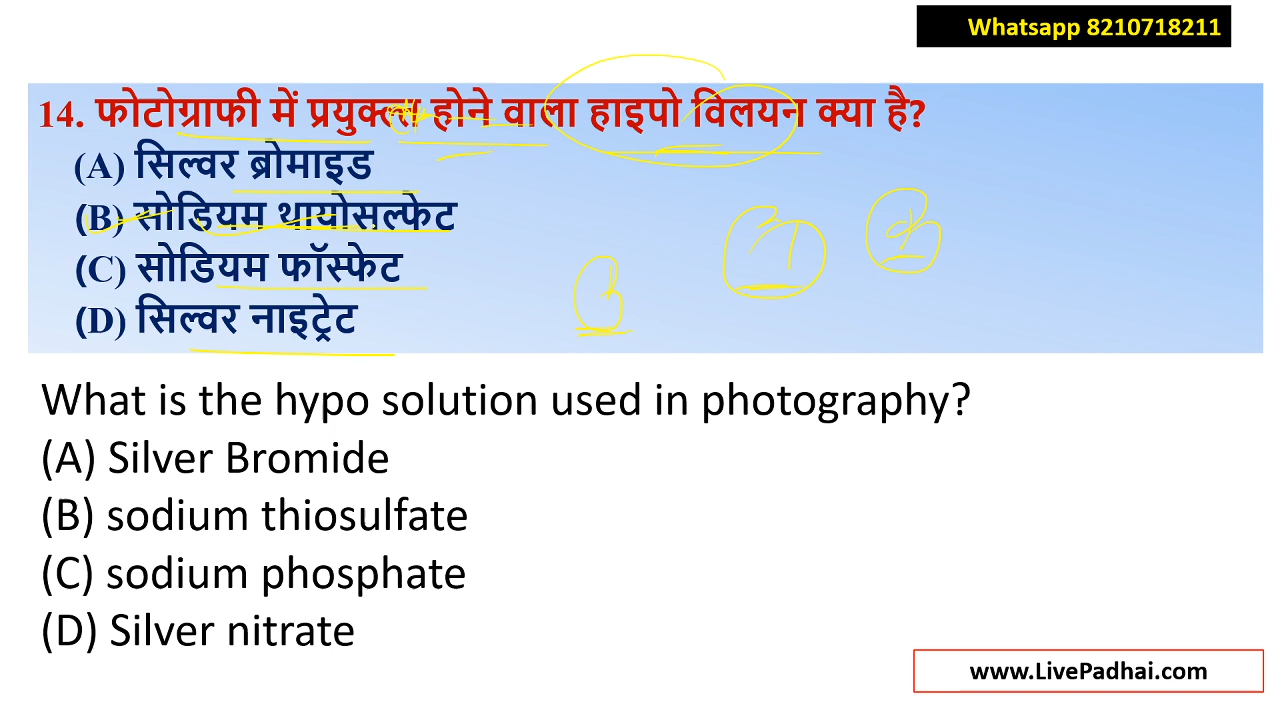 Whatsapp 8210718211
14. फोटोग्राफी में प्रयुक्त होने वाला हाइपो विलयन क्या है?
(A) सिल्वर ब्रोमाइड
(B) सोडियम थायोसल्फेट
(C) सोडियम फॉस्फेट
(D) सिल्वर नाइट्रेट
What is the hypo solution used in photography?
(A) Silver Bromide
(B) sodium thiosulfate
(C) sodium phosphate
(D) Silver nitrate
www.LivePadhai.com